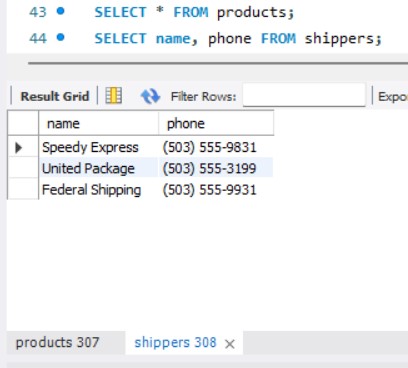 43 SELECT * FROM products;
44 SELECT name, phone FROM shippers;
Result Grid Filter Rows: Expo
name phone
Speedy Express (503) 555-9831
United Package (503) 555-3199
Federal Shipping (503) 555-9931
products 307 shippers 308 ×